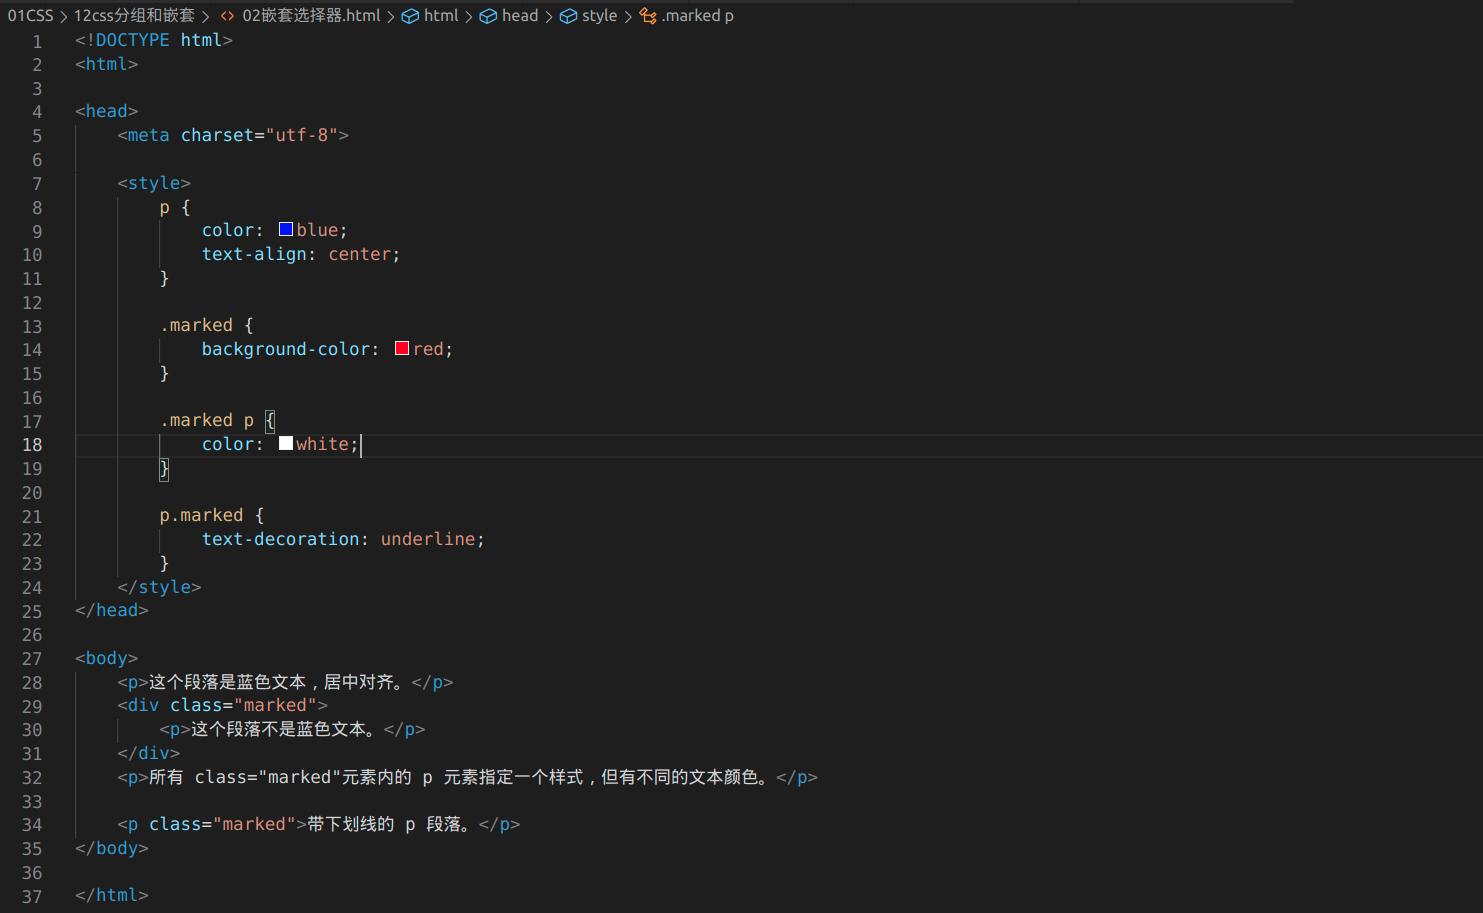 01CSS > 12css分组和嵌套 > 02嵌套选择器.html > html > head > style > .marked p
1 <!DOCTYPE html>
2 <html>
3
4 <head>
5 <meta charset="utf-8">
6
7 <style>
8 p {
9 color: blue;
10 text-align: center;
11 }
12
13 .marked {
14 background-color: red;
15 }
16
17 .marked p {
18 color: white;
19 }
20
21 p.marked {
22 text-decoration: underline;
23 }
24 </style>
25 </head>
26
27 <body>
28 <p>这个段落是蓝色文本，居中对齐。</p>
29 <div class="marked">
30 <p>这个段落不是蓝色文本。</p>
31 </div>
32 <p>所有 class="marked"元素内的 p 元素指定一个样式，但有不同的文本颜色。</p>
33
34 <p class="marked">带下划线的 p 段落。</p>
35 </body>
36
37 </html>